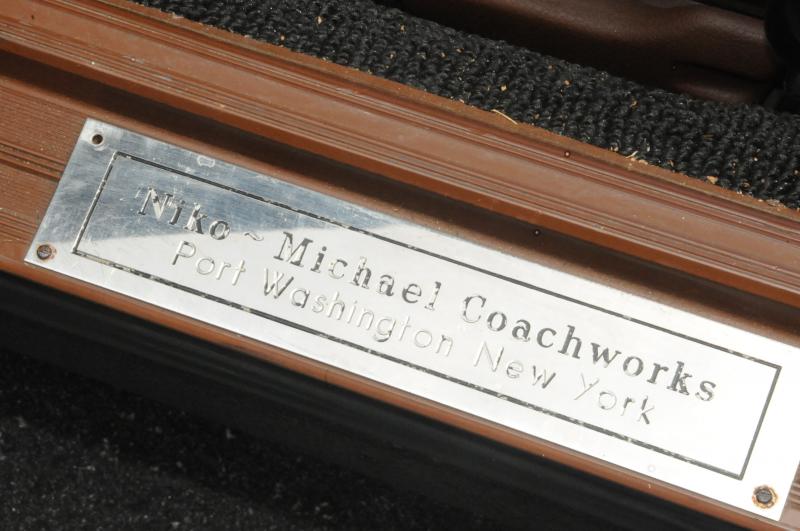 Niko ~ Michael Coachworks
Port Washington New York